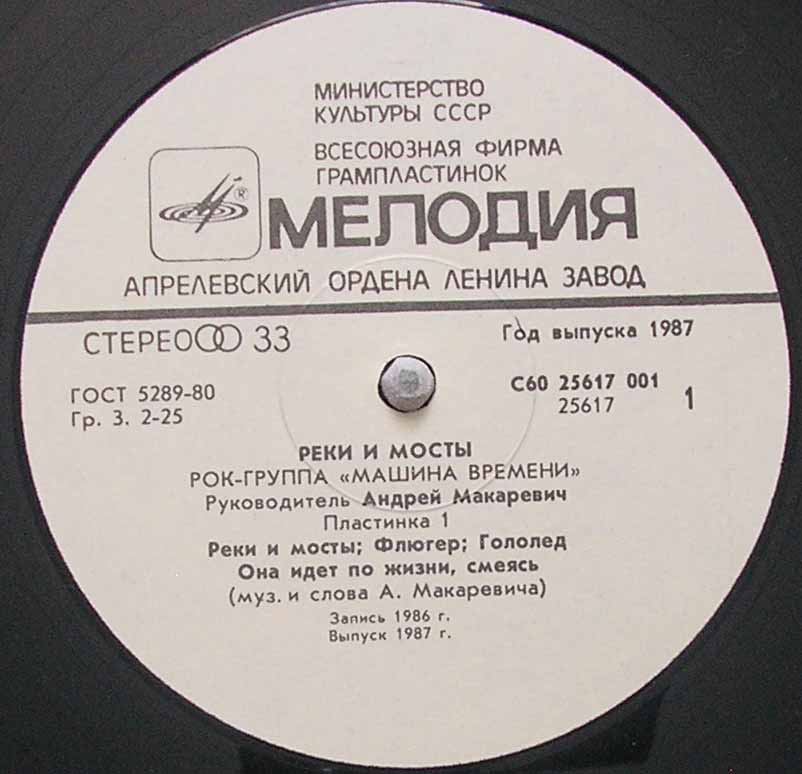 МИНИСТЕРСТВО
КУЛЬТУРЫ СССР
ВСЕСОЮЗНАЯ ФИРМА
ГРАМПЛАСТИНОК
®
МЕЛОДИЯ
АПРЕЛЕВСКИЙ ОРДЕНА ЛЕНИНА ЗАВОД
СТЕРЕО 33
Год выпуска 1987
ГОСТ 5289-80
Гр. 3. 2-25
С60 25617 001
25617
1
РЕКИ И МОСТЫ
РОК-ГРУППА «МАШИНА ВРЕМЕНИ»
Руководитель Андрей Макаревич
Пластинка 1
Реки и мосты; Флюгер; Гололед
Она идет по жизни, смеясь
(муз. и слова А. Макаревича)
Запись 1986 г.
Выпуск 1987 г.